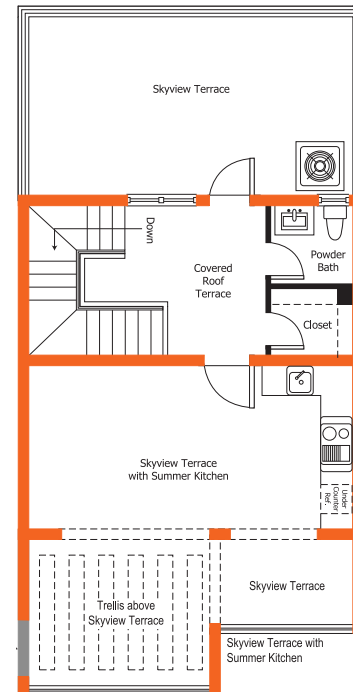 Skyview Terrace
Down
Powder
Bath
Covered
Roof
Terrace
Closet
Skyview Terrace
with Summer Kitchen
Under
Counter
Ref.
Skyview Terrace
Trellis above
Skyview Terrace
Skyview Terrace with
Summer Kitchen